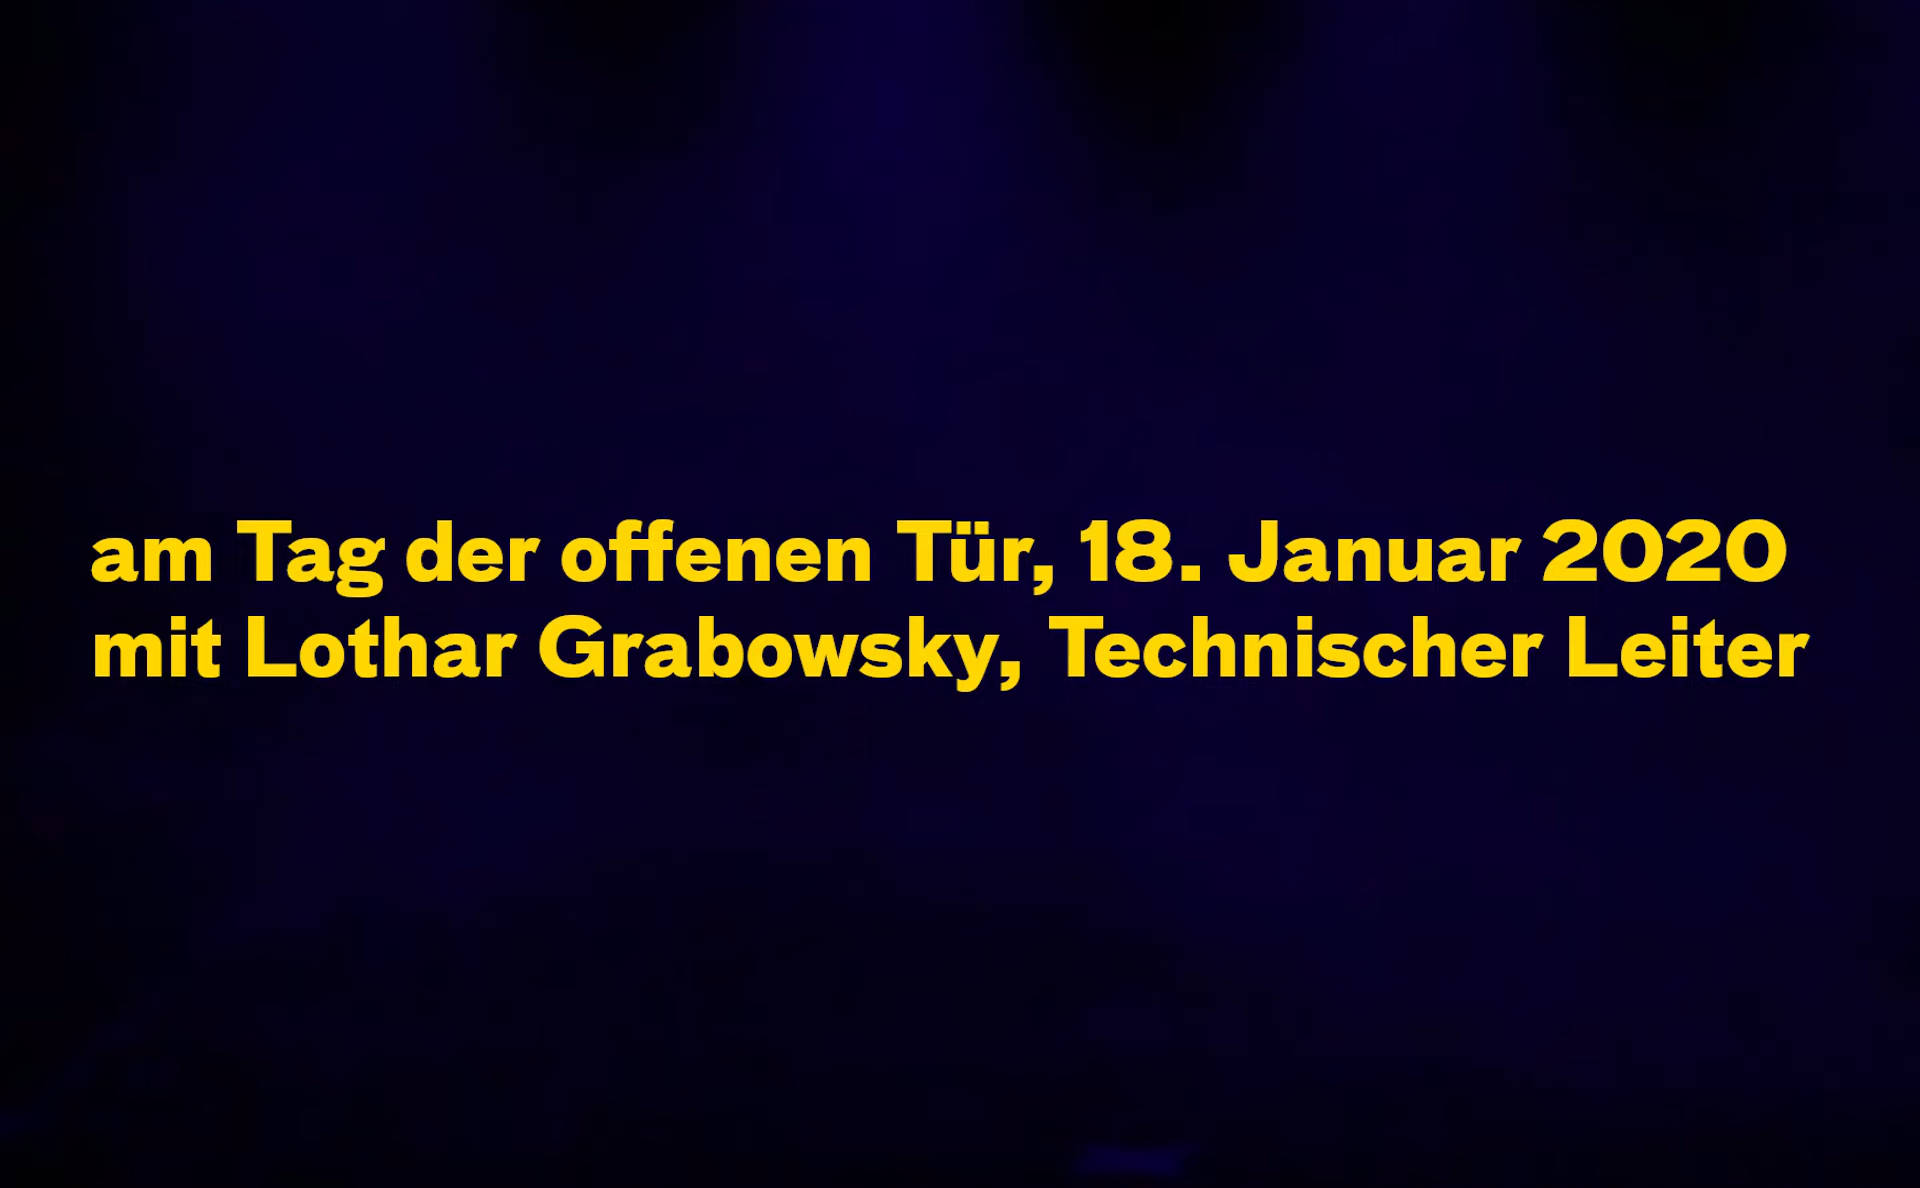 am Tag der offenen Tür, 18. Januar 2020
mit Lothar Grabowsky, Technischer Leiter